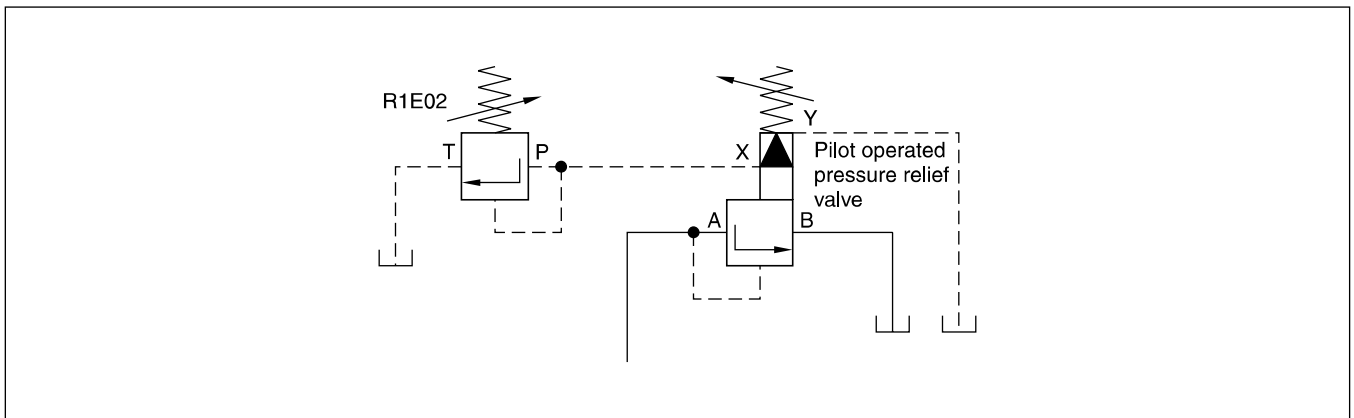 R1E02
T
P
X
Y
Pilot operated
pressure relief
valve
A
B